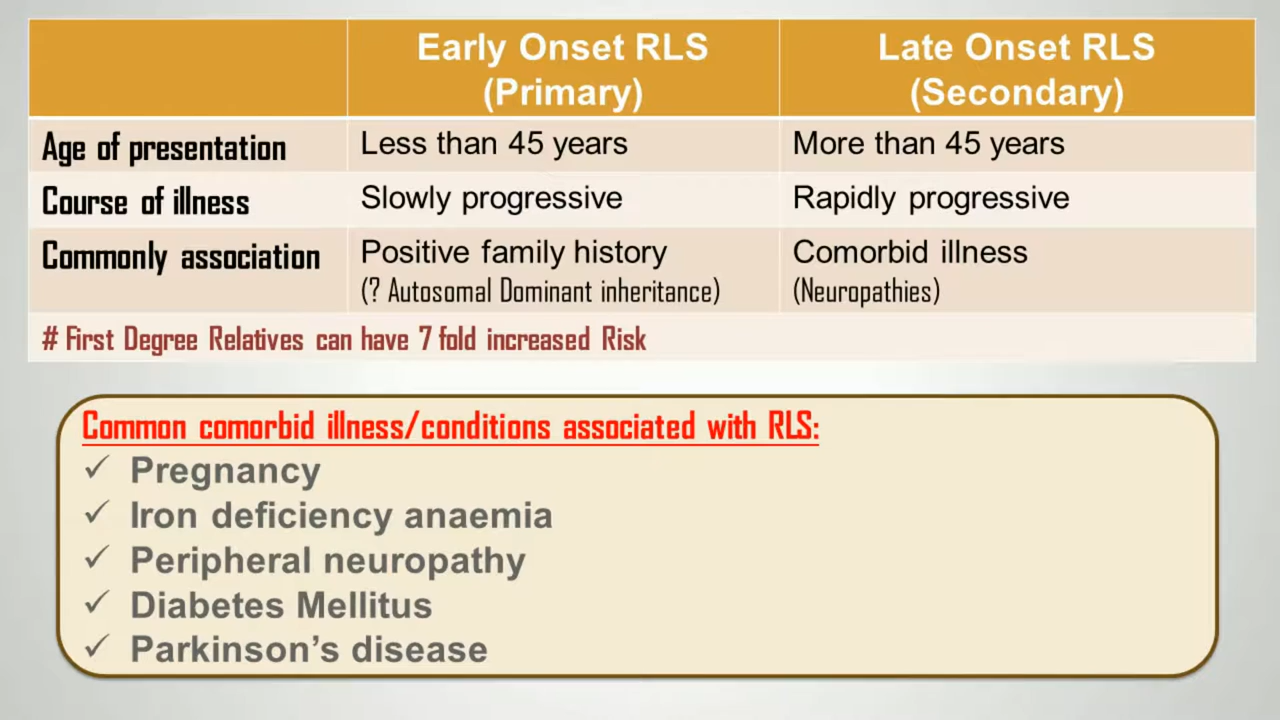 Early Onset RLS (Primary)
Late Onset RLS (Secondary)
Age of presentation
Less than 45 years
More than 45 years
Course of illness
Slowly progressive
Rapidly progressive
Commonly association
Positive family history
(? Autosomal Dominant inheritance)
Comorbid illness
(Neuropathies)
# First Degree Relatives can have 7 fold increased Risk
Common comorbid illness/conditions associated with RLS:
✓ Pregnancy
✓ Iron deficiency anaemia
✓ Peripheral neuropathy
✓ Diabetes Mellitus
✓ Parkinson’s disease